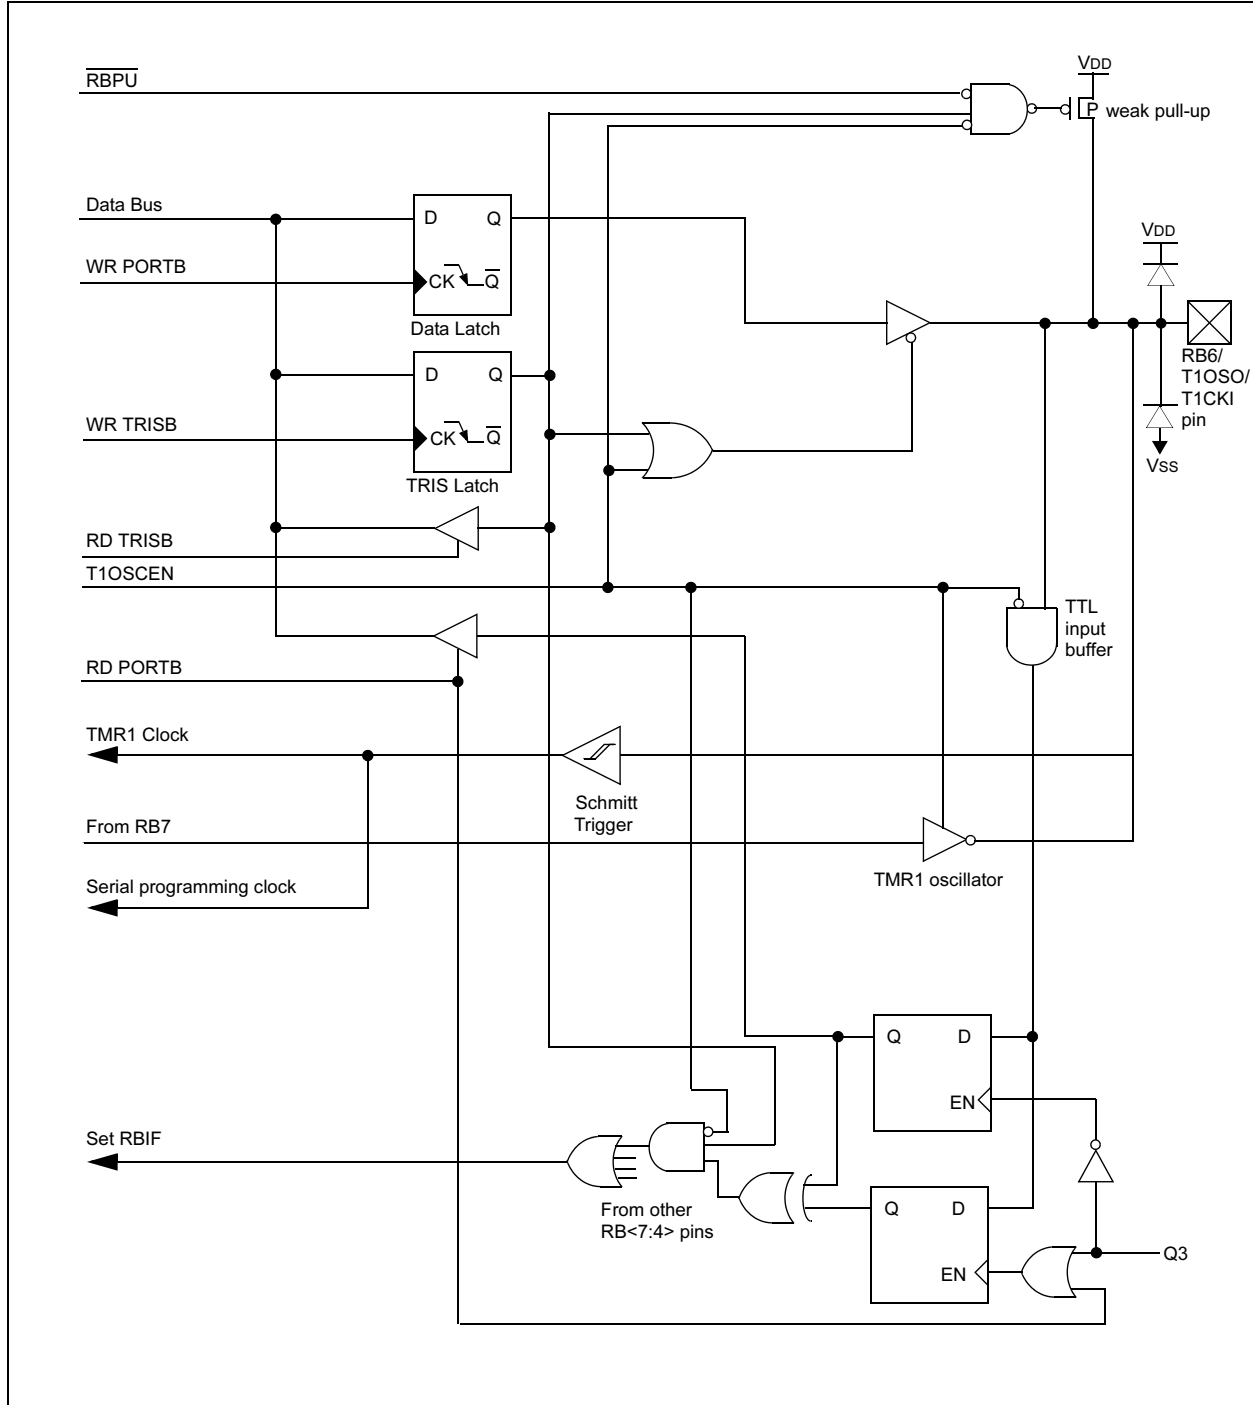 RBPU
VDD
P weak pull-up
Data Bus
D Q
VDD
WR PORTB
CK Q
Data Latch
D Q
RB6/
T1OSO/
T1CKI
pin
WR TRISB
CK Q
VSS
TRIS Latch
RD TRISB
T1OSCEN
TTL
input
buffer
RD PORTB
TMR1 Clock
Schmitt
Trigger
From RB7
TMR1 oscillator
Serial programming clock
Q D
EN
Set RBIF
From other
RB<7:4> pins
Q D
Q3
EN